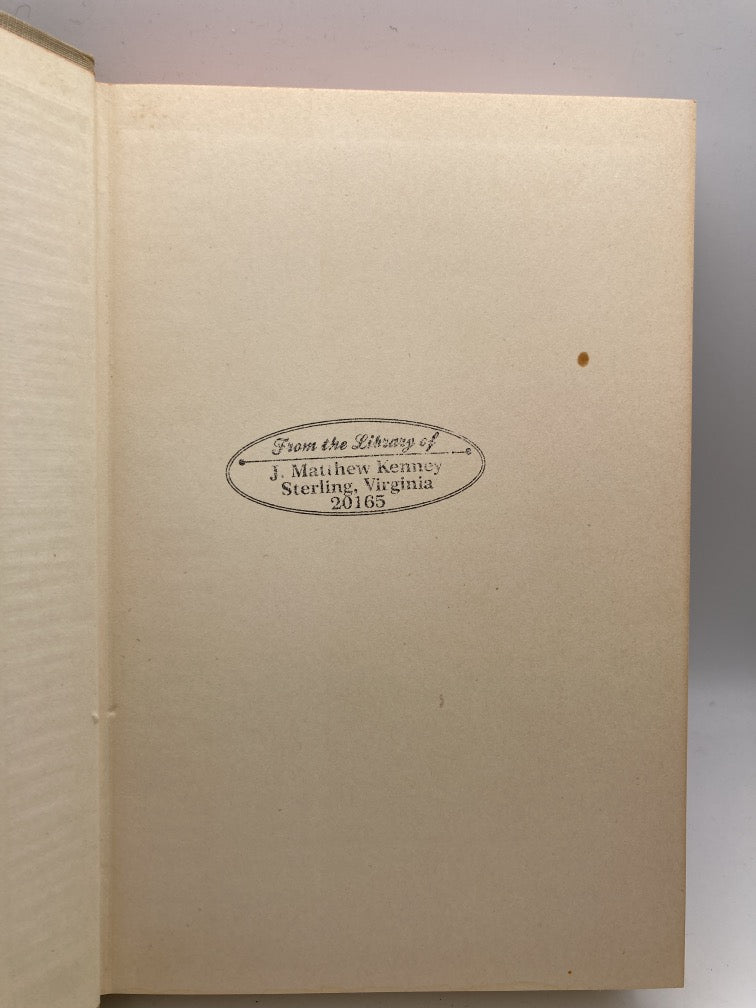 From the Library of
J. Matthew Kenney
Sterling, Virginia
20165